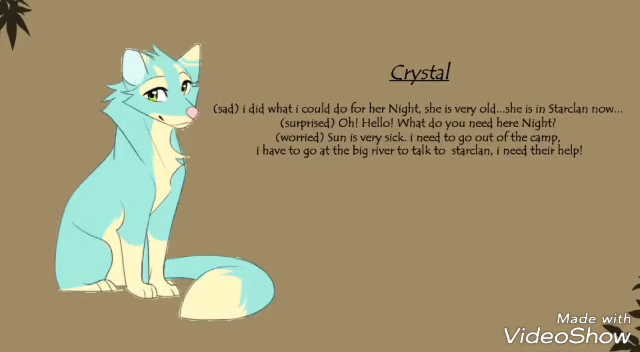 Crystal
(sad) i did what i could do for her Night, she is very old...she is in Starclan now...
(surprised) Oh! Hello! What do you need here Night?
(worried) Sun is very sick. i need to go out of the camp,
i have to go at the big river to talk to starclan, i need their help!
Made with
VideoShow